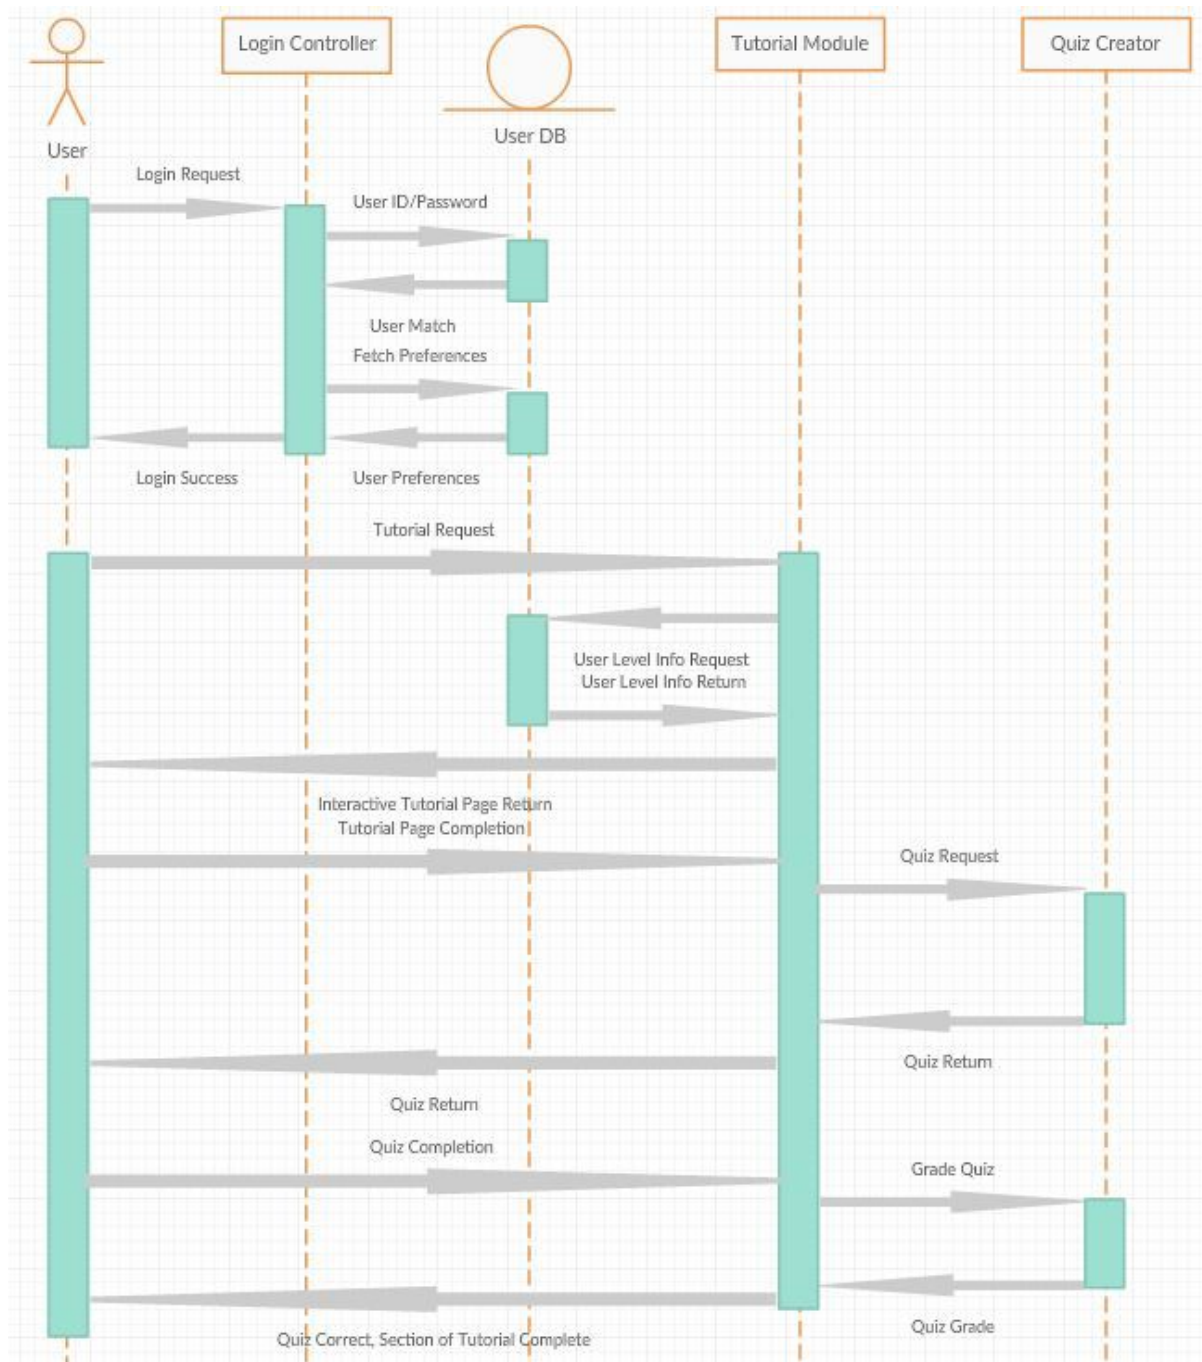 Login Controller
Tutorial Module
Quiz Creator
User DB
User
Login Request
User ID/Password
User Match
Fetch Preferences
Login Success
User Preferences
Tutorial Request
User Level Info Request
User Level Info Return
Interactive Tutorial Page Return
Tutorial Page Completion
Quiz Request
Quiz Return
Quiz Return
Quiz Completion
Grade Quiz
Quiz Grade
Quiz Correct, Section of Tutorial Complete